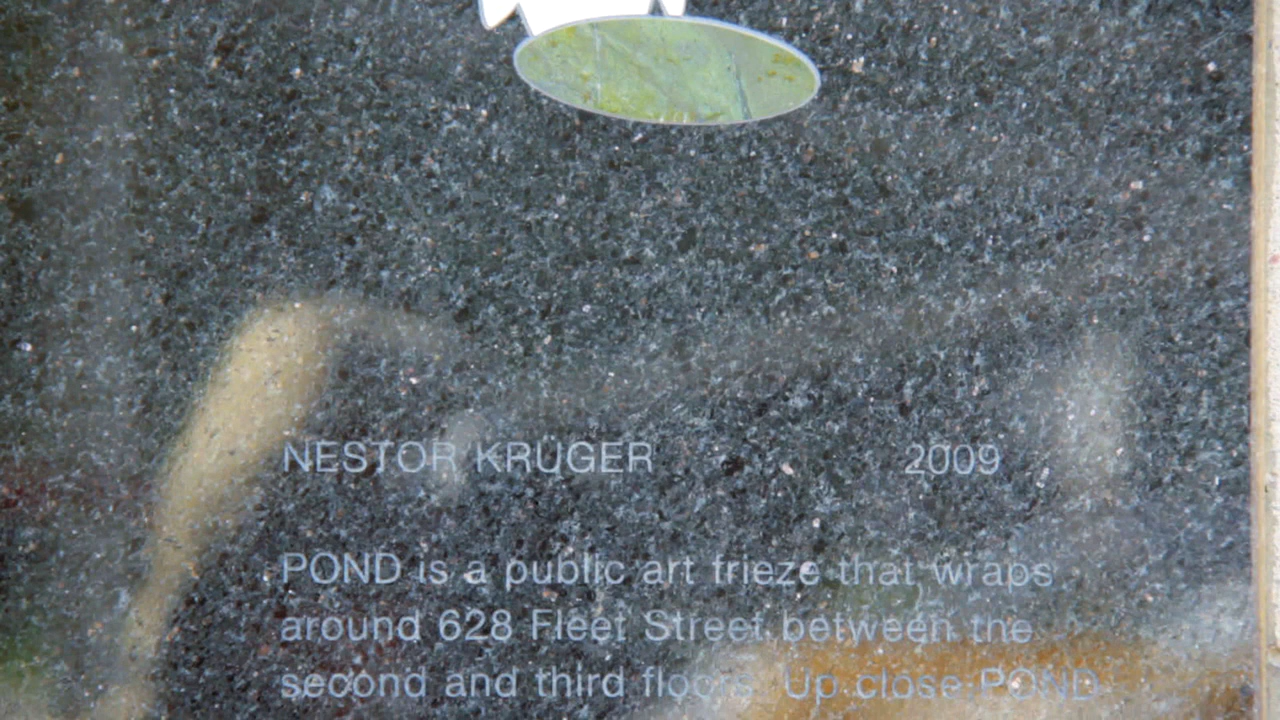 NESTOR KRÜGER 2009
POND is a public art frieze that wraps
around 628 Fleet Street between the
second and third floors. Up close POND